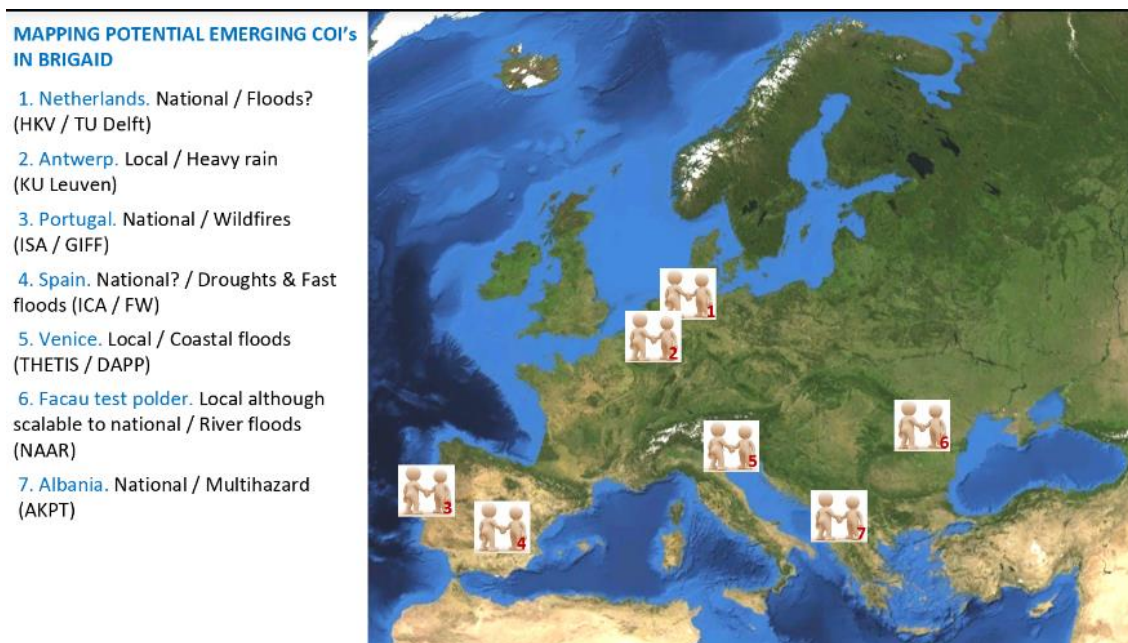 MAPPING POTENTIAL EMERGING COI's
IN BRIGAID
1. Netherlands. National / Floods?
(HKV / TU Delft)
2. Antwerp. Local / Heavy rain
(KU Leuven)
3. Portugal. National / Wildfires
(ISA / GIFF)
4. Spain. National? / Droughts & Fast
floods (ICA / FW)
5. Venice. Local / Coastal floods
(THETIS / DAPP)
6. Facau test polder. Local although
scalable to national / River floods
(NAAR)
7. Albania. National / Multihazard
(AKPT)
1
2
6
5
3
4
7